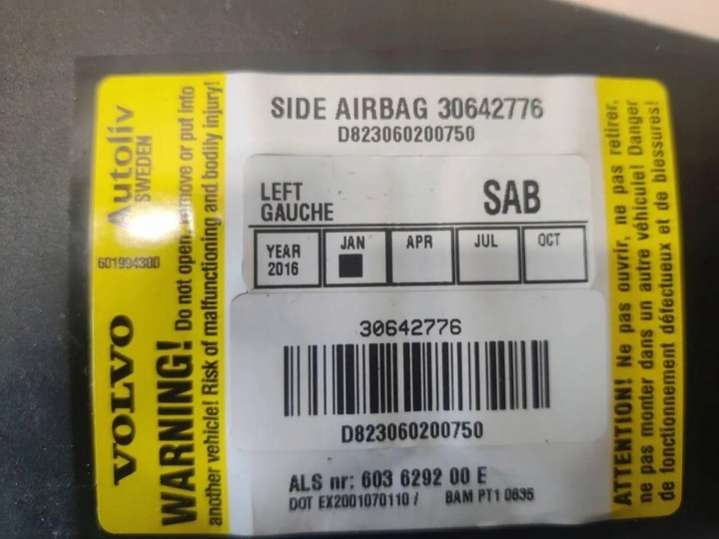 SIDE AIRBAG 30642776
D823060200750
LEFT
GAUCHE
SAB
YEAR
2016
JAN
APR
JUL
OCT
30642776
D823060200750
ALS nr: 603 6292 00 E
DOT EX2001070110 / BAM PT1 0635
Autoliv
SWEDEN
601994300
VOLVO
WARNING! Do not open, remove or put into
another vehicle! Risk of malfunctioning and bodily injury!
ATTENTION! Ne pas ouvrir, ne pas retirer,
ne pas monter dans un autre véhicule! Danger
de fonctionnement défectueux et de blessures!